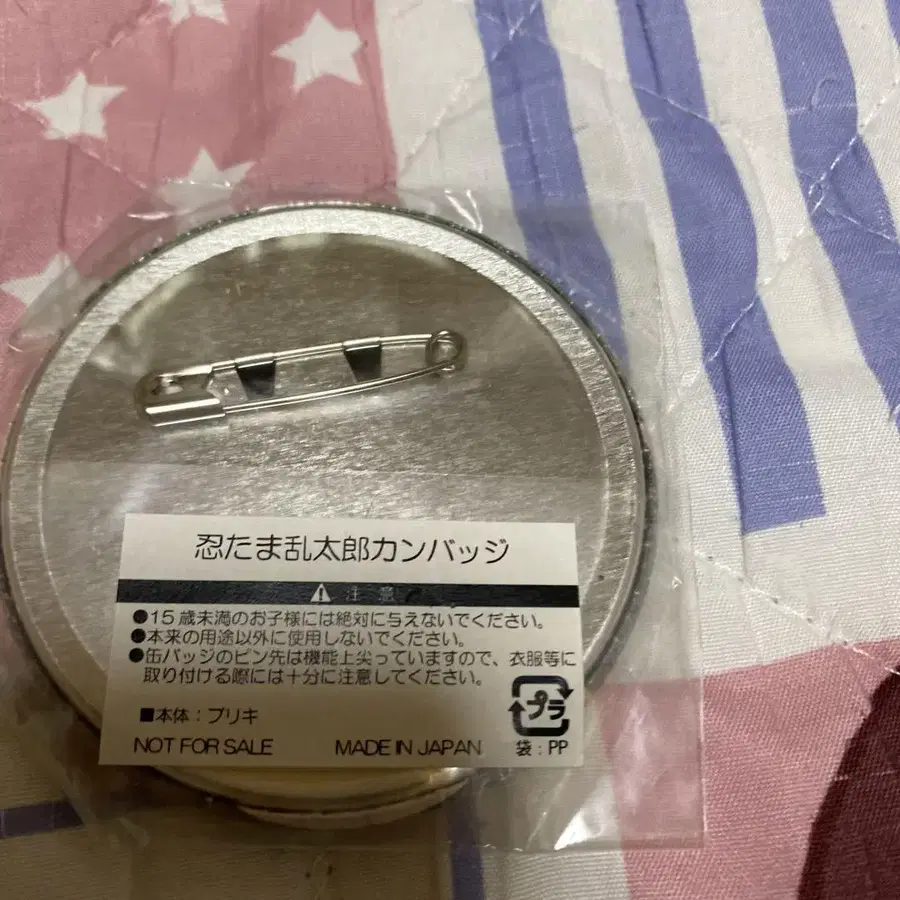 忍たま乱太郎カンバッジ
注意
●15歳未満のお子様には絶対に与えないでください。
●本来の用途以外に使用しないでください。
●缶バッジのピン先は機能上尖っていますので、衣服等に
取り付ける際には十分に注意してください。
■本体：ブリキ
プラ
NOT FOR SALE MADE IN JAPAN 袋：PP